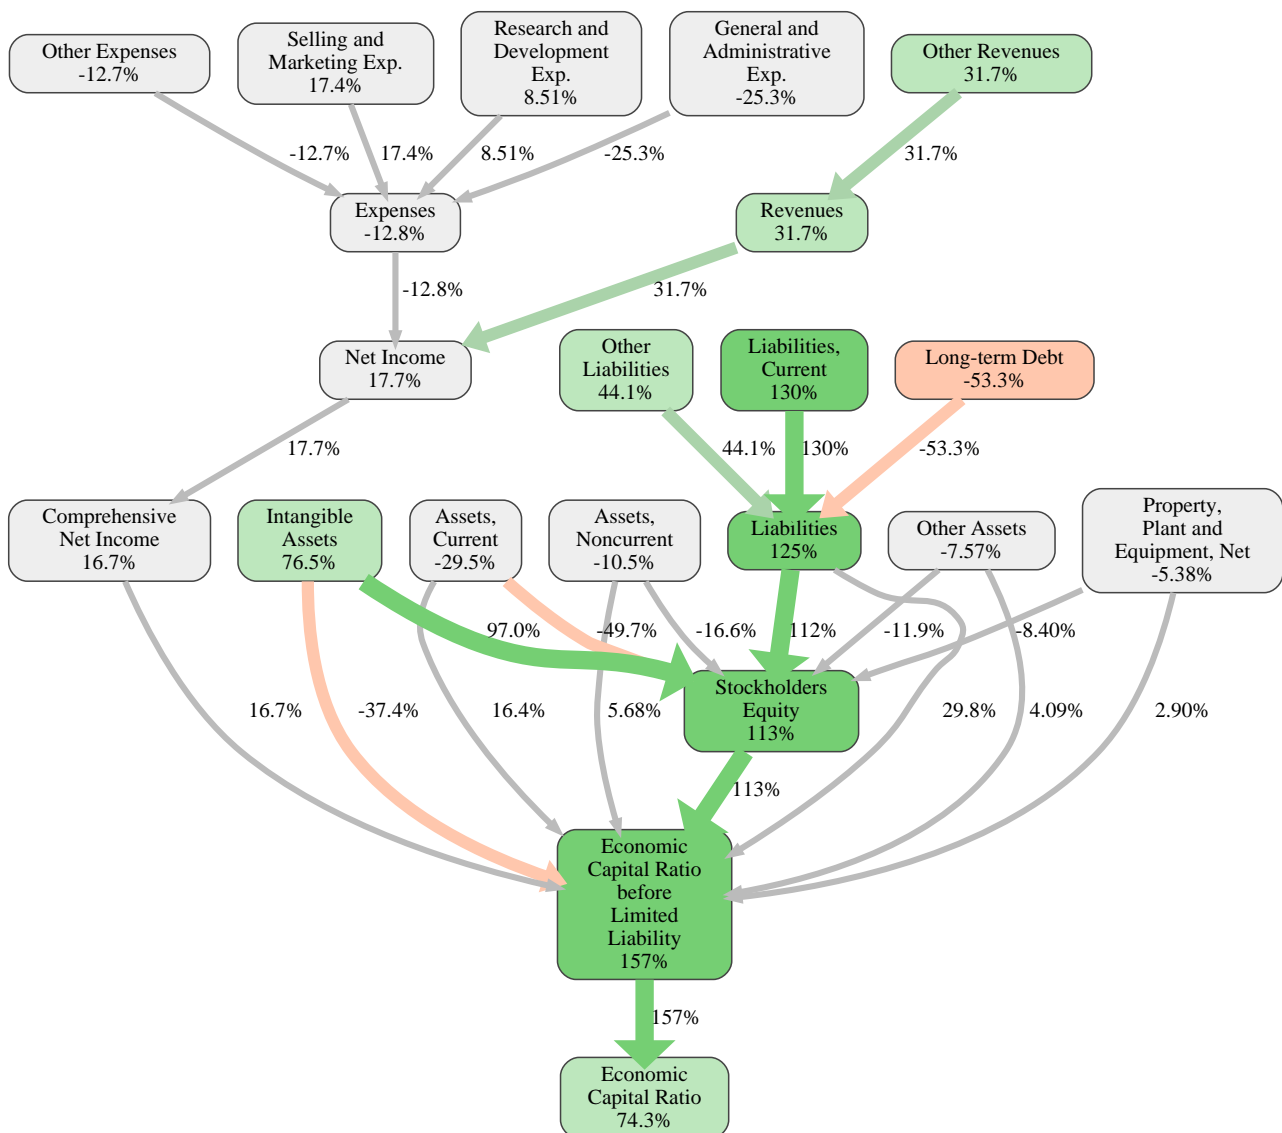 Other Expenses
-12.7%
Selling and
Marketing Exp.
17.4%
Research and
Development
Exp.
8.51%
General and
Administrative
Exp.
-25.3%
Other Revenues
31.7%
-12.7%
17.4%
8.51%
-25.3%
31.7%
Expenses
-12.8%
Revenues
31.7%
-12.8%
31.7%
Net Income
17.7%
Other
Liabilities
44.1%
Liabilities,
Current
130%
Long-term Debt
-53.3%
17.7%
44.1%
130%
-53.3%
Comprehensive
Net Income
16.7%
Intangible
Assets
76.5%
Assets,
Current
-29.5%
Assets,
Noncurrent
-10.5%
Liabilities
125%
Other Assets
-7.57%
Property,
Plant and
Equipment, Net
-5.38%
97.0%
-49.7%
-16.6%
112%
-11.9%
-8.40%
Stockholders
Equity
113%
16.7%
-37.4%
16.4%
5.68%
29.8%
4.09%
2.90%
113%
Economic
Capital Ratio
before
Limited
Liability
157%
157%
Economic
Capital Ratio
74.3%